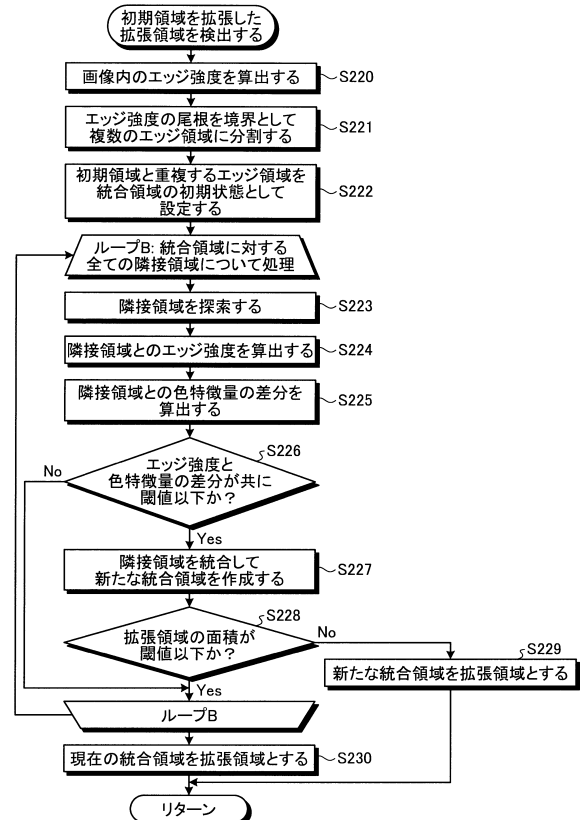 初期領域を拡張した
拡張領域を検出する
画像内のエッジ強度を算出する
S220
エッジ強度の尾根を境界として
複数のエッジ領域に分割する
S221
初期領域と重複するエッジ領域を
統合領域の初期状態として
設定する
S222
ループB: 統合領域に対する
全ての隣接領域について処理
隣接領域を探索する
S223
隣接領域とのエッジ強度を算出する
S224
隣接領域との色特徴量の差分を
算出する
S225
S226
エッジ強度と
色特徴量の差分が共に
閾値以下か？
No
Yes
隣接領域を統合して
新たな統合領域を作成する
S227
S228
拡張領域の面積が
閾値以下か？
No
S229
新たな統合領域を拡張領域とする
Yes
ループB
現在の統合領域を拡張領域とする
S230
リターン